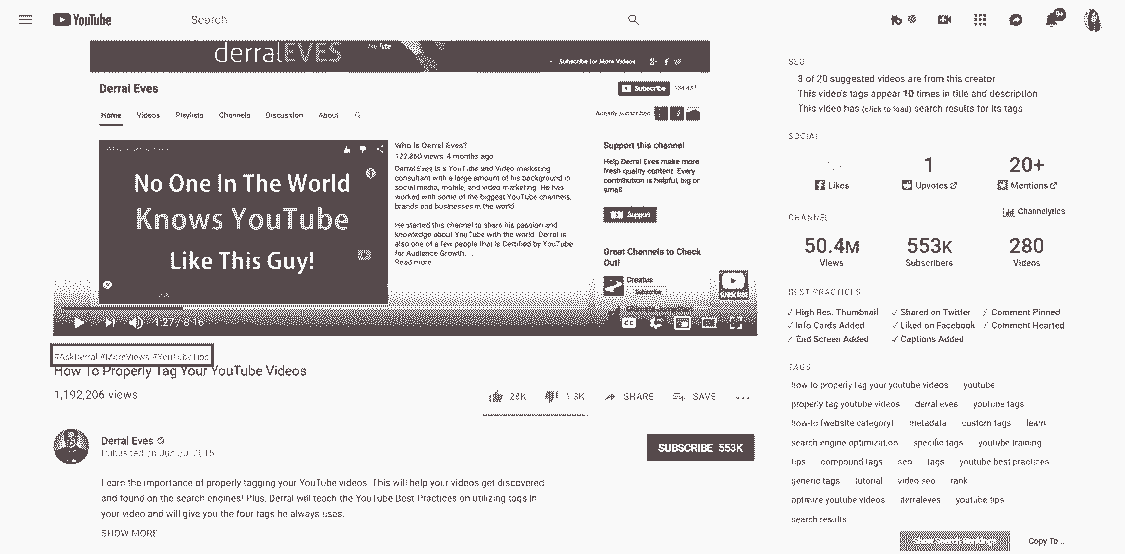 YouTube
Search
9+
derralEVES
Subscribe for More Videos
Derral Eves
Subscribe
Home Videos Playlists Channels Discussion About
No One In The World
Knows YouTube
Like This Guy!
Who is Derral Eves?
122,860 views 4 months ago
Derral Eves is a YouTube and Video marketing
consultant with a large amount of his background in
social media, mobile, and video marketing. He has
worked with some of the biggest YouTube channels,
brands and businesses in the world.
He started this channel to share his passion and
knowledge about YouTube with the world. Derral is
also one of a few people that is Certified by YouTube
for Audience Growth. ...
Read more
Support this channel
Help Derral Eves make more
fresh quality content. Every
contribution is helpful, big or
small.
Support
Great Channels to Check
Out!
Creatus
Subscribe
SUBSCRIBE
1:27 / 8:16
#AskDerral #MoreViews #YouTubeTips
How To Properly Tag Your YouTube Videos
1,192,206 views
28K SHARE SAVE
Derral Eves
Published on
SUBSCRIBE 553K
Learn the importance of properly tagging your YouTube videos. This will help your videos get discovered
and found on the search engines! Plus, Derral will teach the YouTube Best Practices on utilizing tags in
your video and will give you the four tags he always uses.
SHOW MORE
SEO
3 of 20 suggested videos are from this creator
This video's tags appear 10 times in title and description
This video has (click to load) search results for its tags
SOCIAL
1 20+
Likes Upvotes Mentions
CHANNEL Channelytics
50.4M 553K 280
Views Subscribers Videos
BEST PRACTICES
✓ High Res. Thumbnail ✓ Shared on Twitter ✓ Comment Pinned
✓ Info Cards Added ✓ Liked on Facebook ✓ Comment Hearted
✓ End Screen Added ✓ Captions Added
TAGS
how to properly tag your youtube videos youtube
properly tag youtube videos derral eves youtube tags
how-to (website category) metadata custom tags learn
search engine optimization specific tags youtube training
tips compound tags seo tags youtube best practices
generic tags tutorial video seo rank
optimize youtube videos derraleves youtube tips
search results
Copy To...